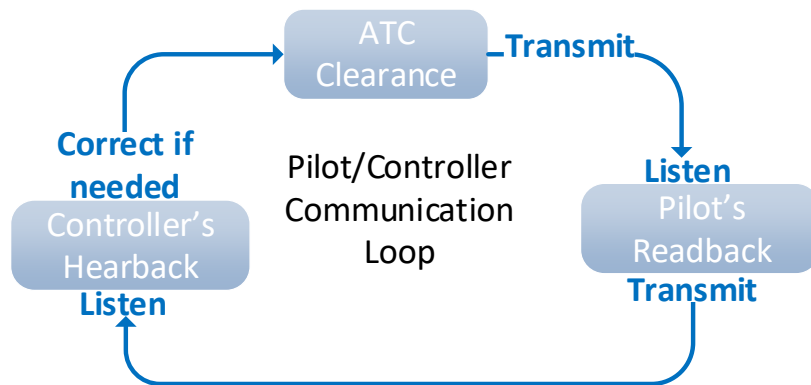 ATC
Clearance
Transmit
Listen
Pilot's
Readback
Transmit
Pilot/Controller
Communication
Loop
Correct if
needed
Controller's
Hearback
Listen